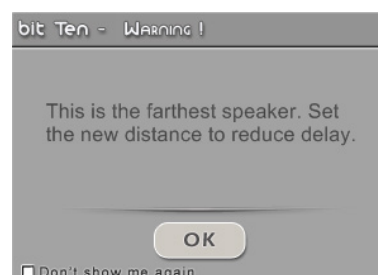 bit Ten - Warning !
This is the farthest speaker. Set
the new distance to reduce delay.
OK
Don't show me again